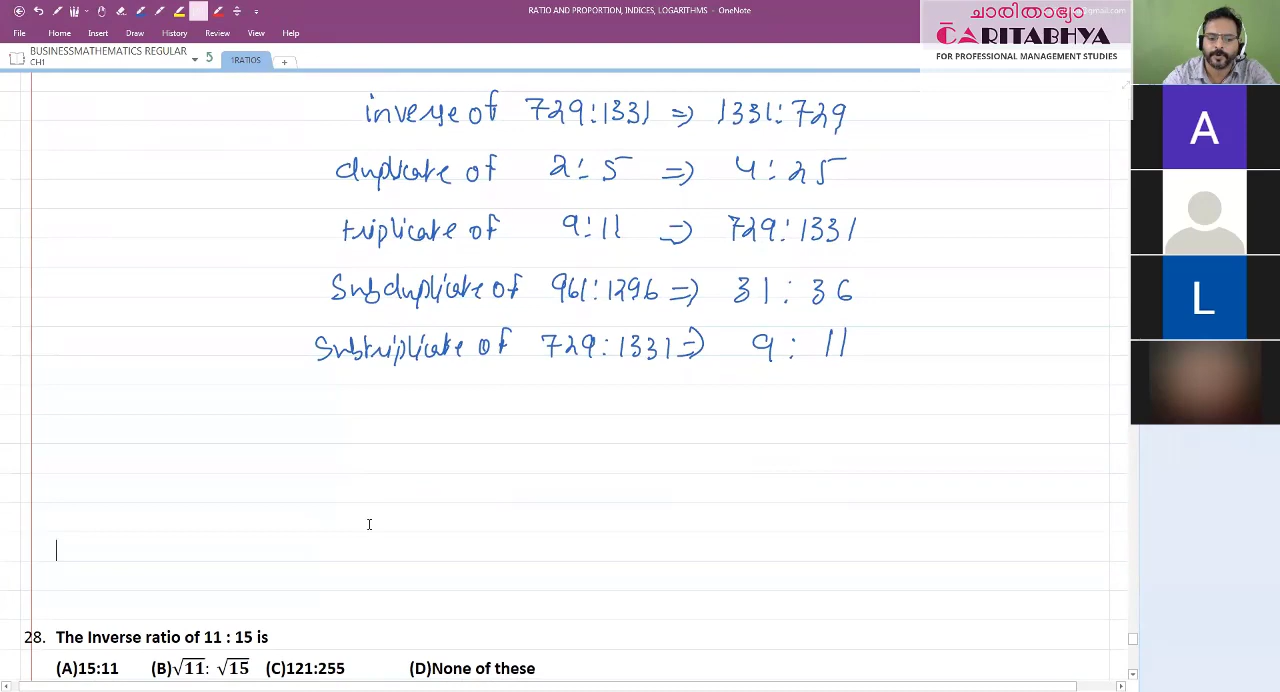 RATIO AND PROPORTION, INDICES, LOGARITHMS - OneNote
ചാരിതാഭ്യാ
@gmail.com
CARITABHYA
FOR PROFESSIONAL MANAGEMENT STUDIES
File Home Insert Draw History Review View Help
BUSINESSMATHEMATICS REGULAR
CH1
5
1RATIOS
inverse of 729:1331 => 1331:729
duplicate of 2:5 => 4:25
triplicate of 9:11 => 729:1331
Subduplicate of 961:1296 => 31:36
Subtriplicate of 729:1331 => 9:11
28. The Inverse ratio of 11 : 15 is
(A)15:11 (B)√11: √15 (C)121:255 (D)None of these
A
L